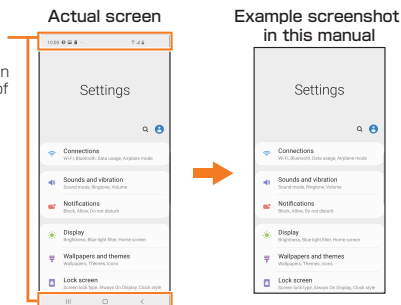 Actual screen
Example screenshot
in this manual
n
of
10:00
Settings
Connections
Wi-Fi, Bluetooth, Data usage, Airplane mode
Sounds and vibration
Sound mode, Ringtone, Volume
Notifications
Block, Allow, Do not disturb
Display
Brightness, Blue light filter, Home screen
Wallpapers and themes
Wallpapers, Themes, Icons
Lock screen
Screen lock type, Always On Display, Clock style
Settings
Connections
Wi-Fi, Bluetooth, Data usage, Airplane mode
Sounds and vibration
Sound mode, Ringtone, Volume
Notifications
Block, Allow, Do not disturb
Display
Brightness, Blue light filter, Home screen
Wallpapers and themes
Wallpapers, Themes, Icons
Lock screen
Screen lock type, Always On Display, Clock style